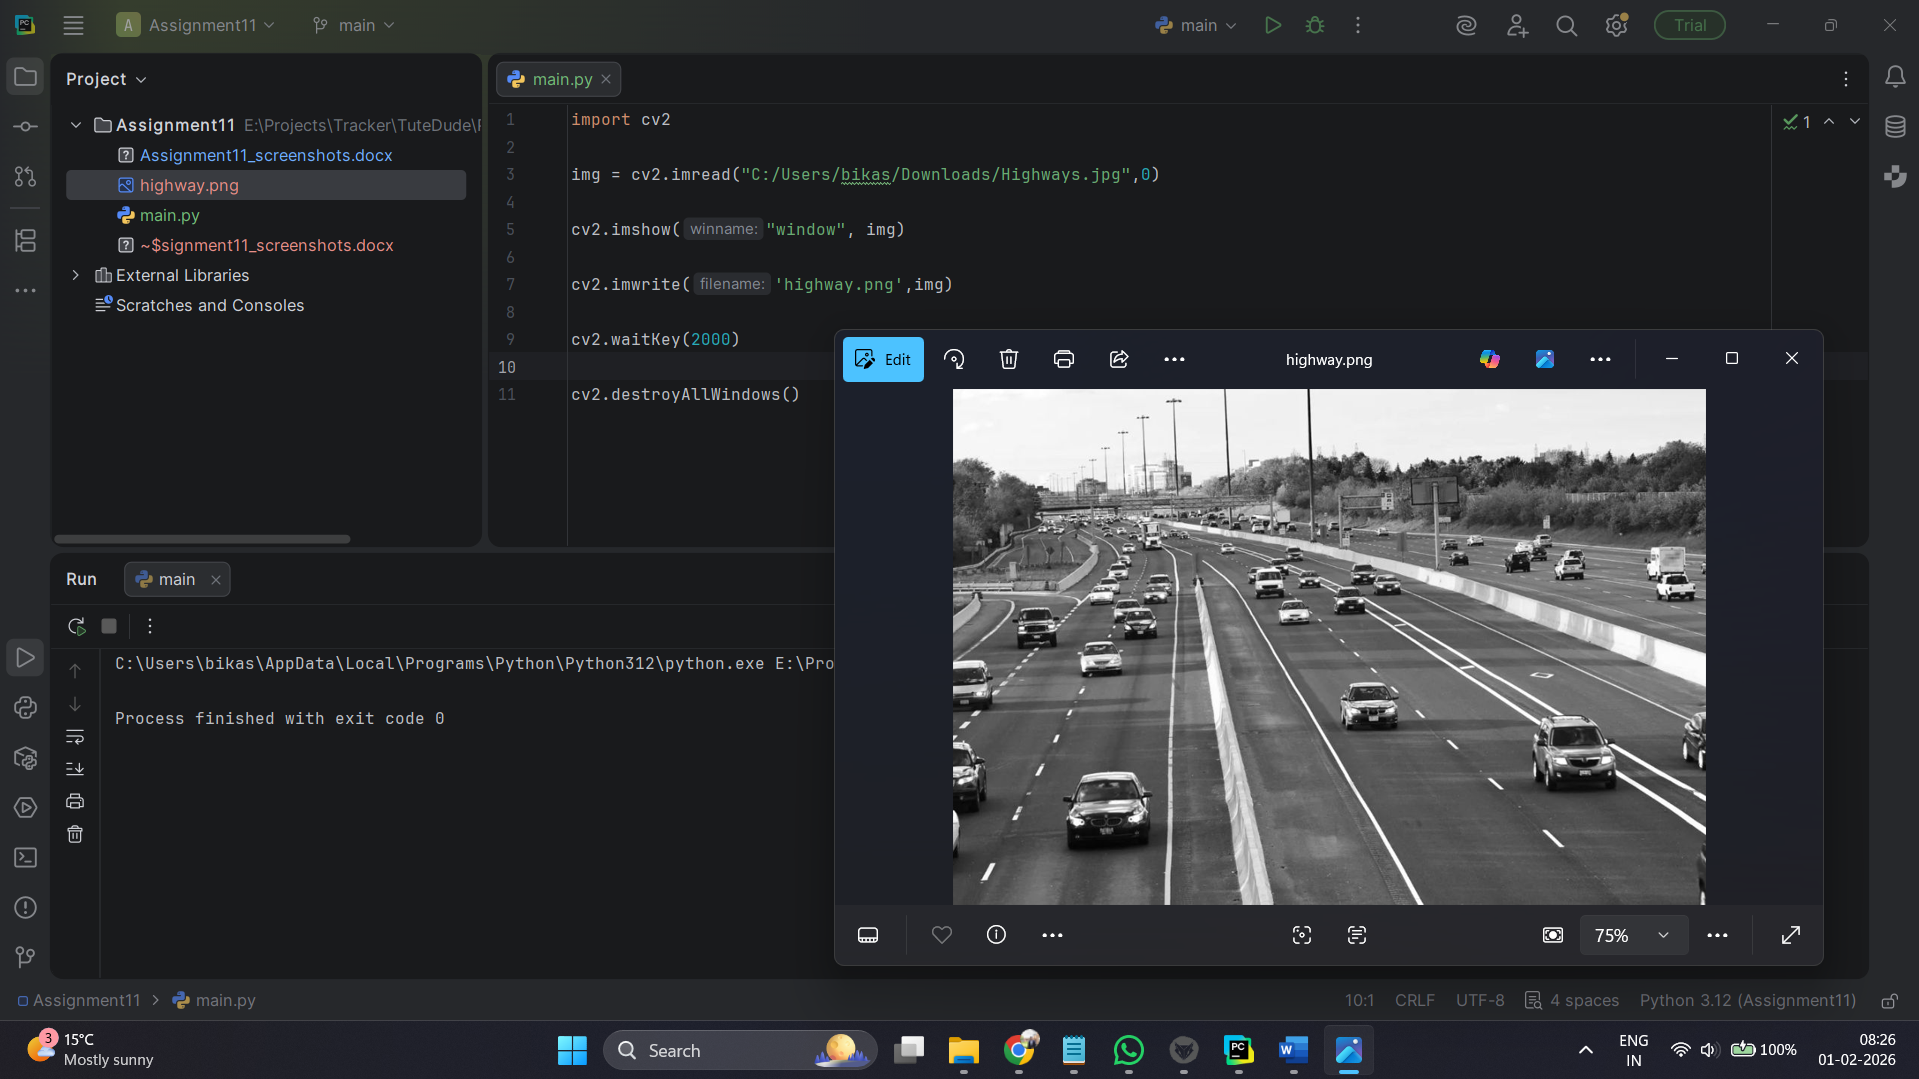 A Assignment11
main
main
Trial
Project
Assignment11 E:\Projects\Tracker\TuteDude\
Assignment11_screenshots.docx
highway.png
main.py
~$signment11_screenshots.docx
External Libraries
Scratches and Consoles
main.py
1 import cv2
2
3 img = cv2.imread("C:/Users/bikas/Downloads/Highways.jpg",0)
4
5 cv2.imshow( winname: "window", img)
6
7 cv2.imwrite( filename: 'highway.png',img)
8
9 cv2.waitKey(2000)
10
11 cv2.destroyAllWindows()
1
Edit
highway.png
75%
Run main
C:\Users\bikas\AppData\Local\Programs\Python\Python312\python.exe E:\Pro
Process finished with exit code 0
Assignment11 > main.py
10:1 CRLF UTF-8 4 spaces Python 3.12 (Assignment11)
3
15°C
Mostly sunny
Search
ENG
IN
100%
08:26
01-02-2026